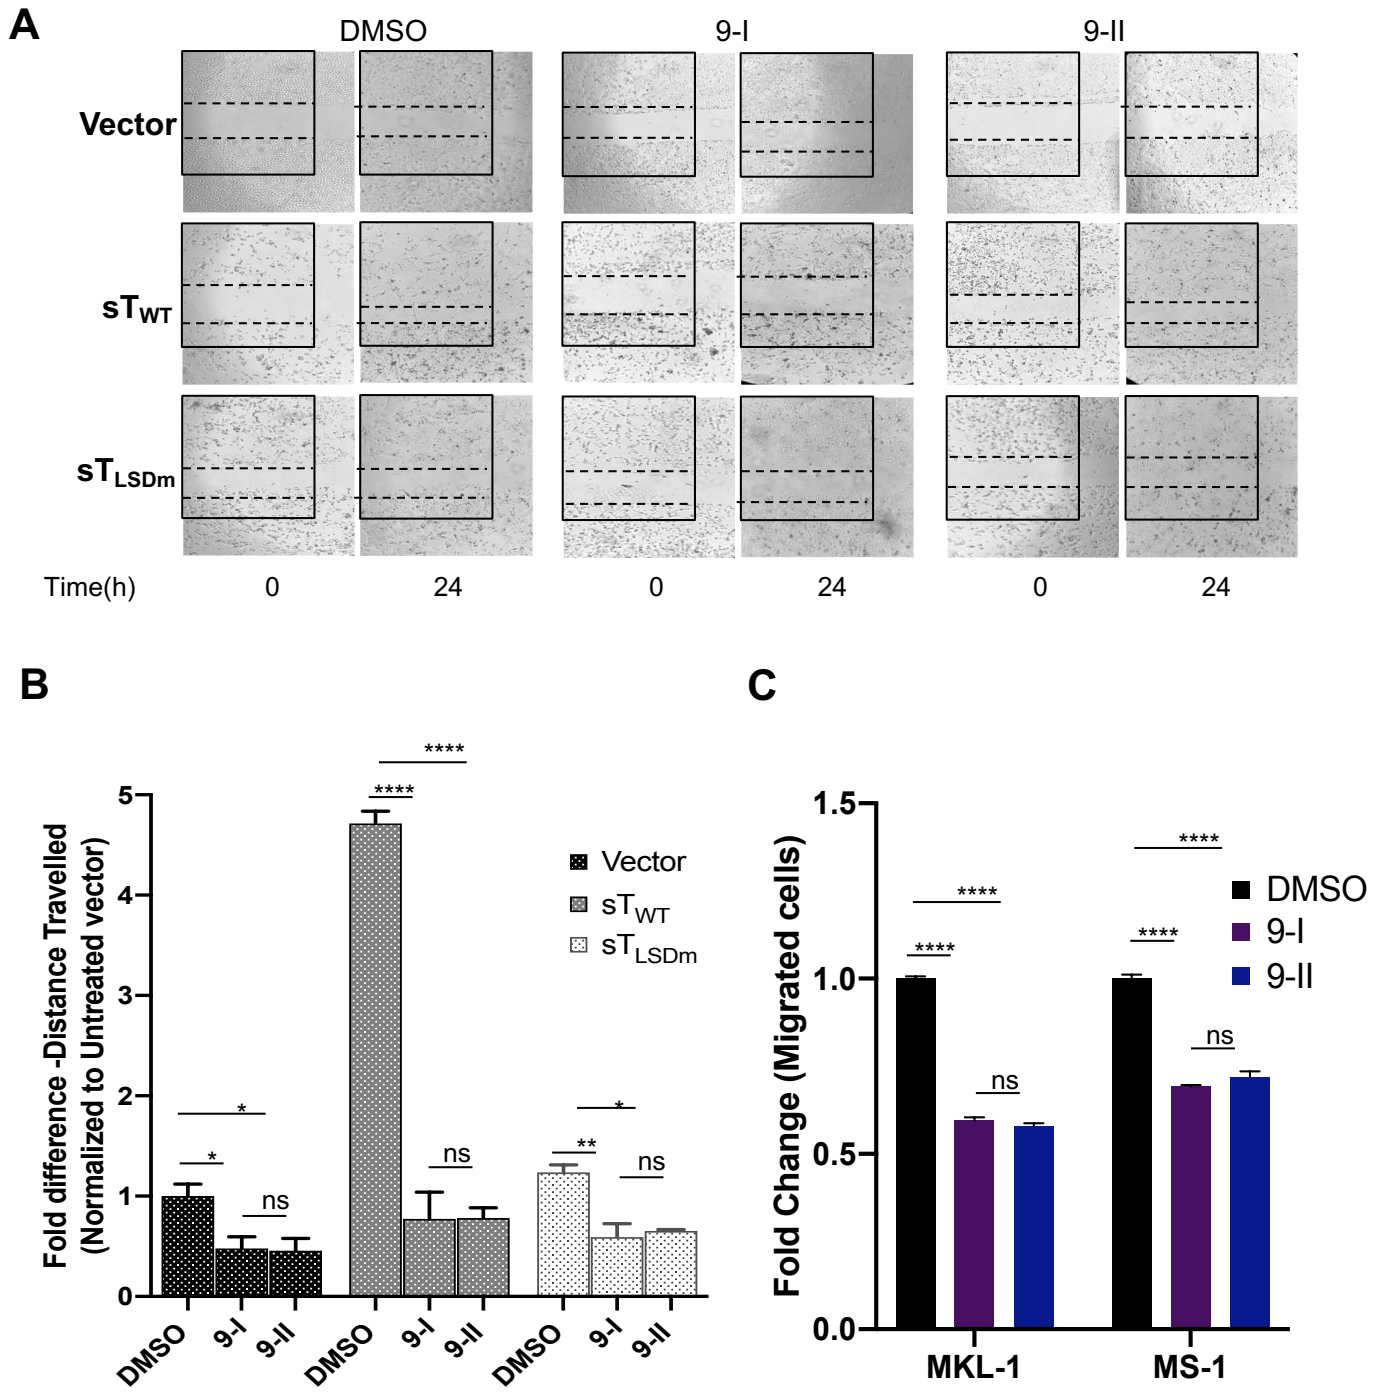 A
DMSO 9-I 9-II
Vector
sTWT
sTLSDm
Time(h) 0 24 0 24 0 24
B
Fold difference -Distance Travelled
(Normalized to Untreated vector)
5
4
3
2
1
0
* * ns
**** **** ns
* ** ns
Vector
sTWT
sTLSDm
DMSO 9-I 9-II DMSO 9-I 9-II DMSO 9-I 9-II
C
Fold Change (Migrated cells)
1.5
1.0
0.5
0.0
**** **** ns
**** **** ns
DMSO
9-I
9-II
MKL-1 MS-1